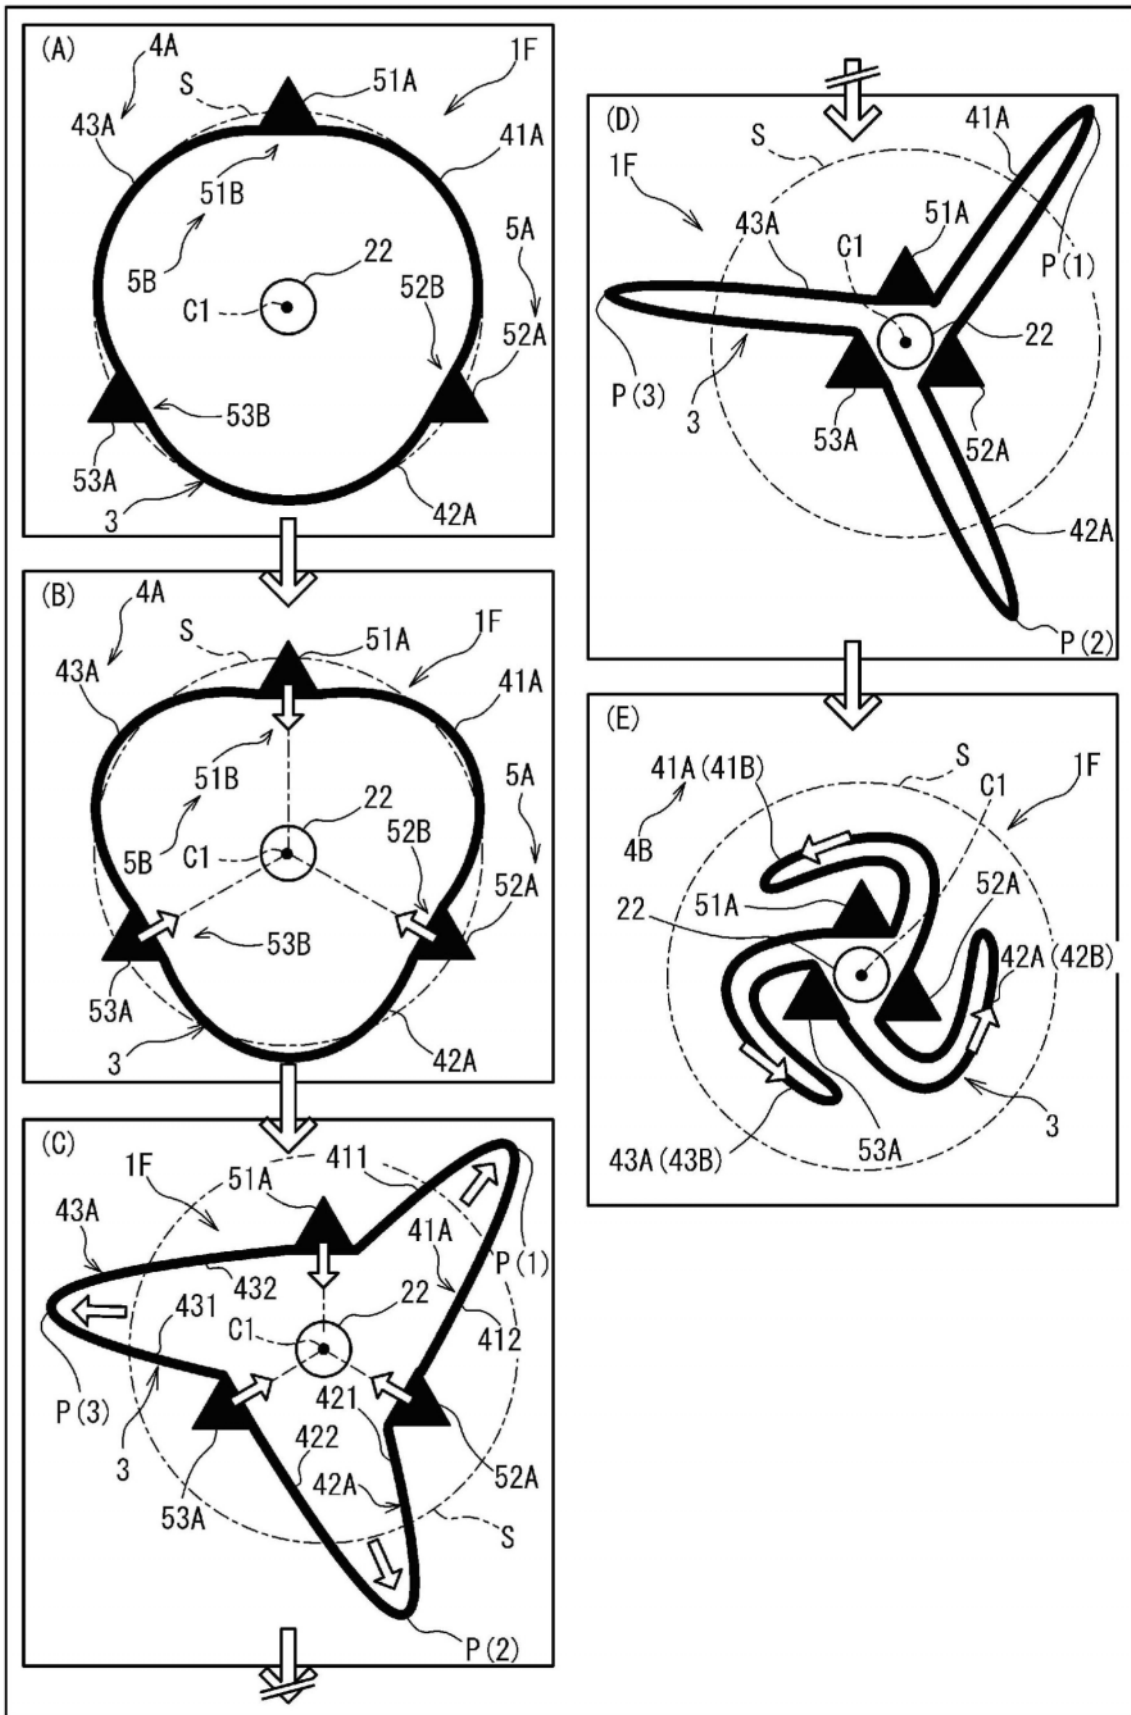 (A)
4A
1F
S
51A
43A
41A
51B
5A
5B
22
52B
C1
52A
53B
53A
3
42A
(B)
4A
S
1F
51A
43A
41A
51B
5A
22
52B
5B
C1
52A
53B
53A
3
42A
(C)
1F
411
51A
43A
41A
P(1)
432
431
22
C1
412
P(3)
421
3
422
42A
52A
53A
S
P(2)
(D)
41A
S
1F
51A
43A
C1
P(1)
22
P(3)
3
53A
52A
42A
P(2)
(E)
S
41A(41B)
1F
C1
4B
52A
51A
22
42A(42B)
3
53A
43A(43B)